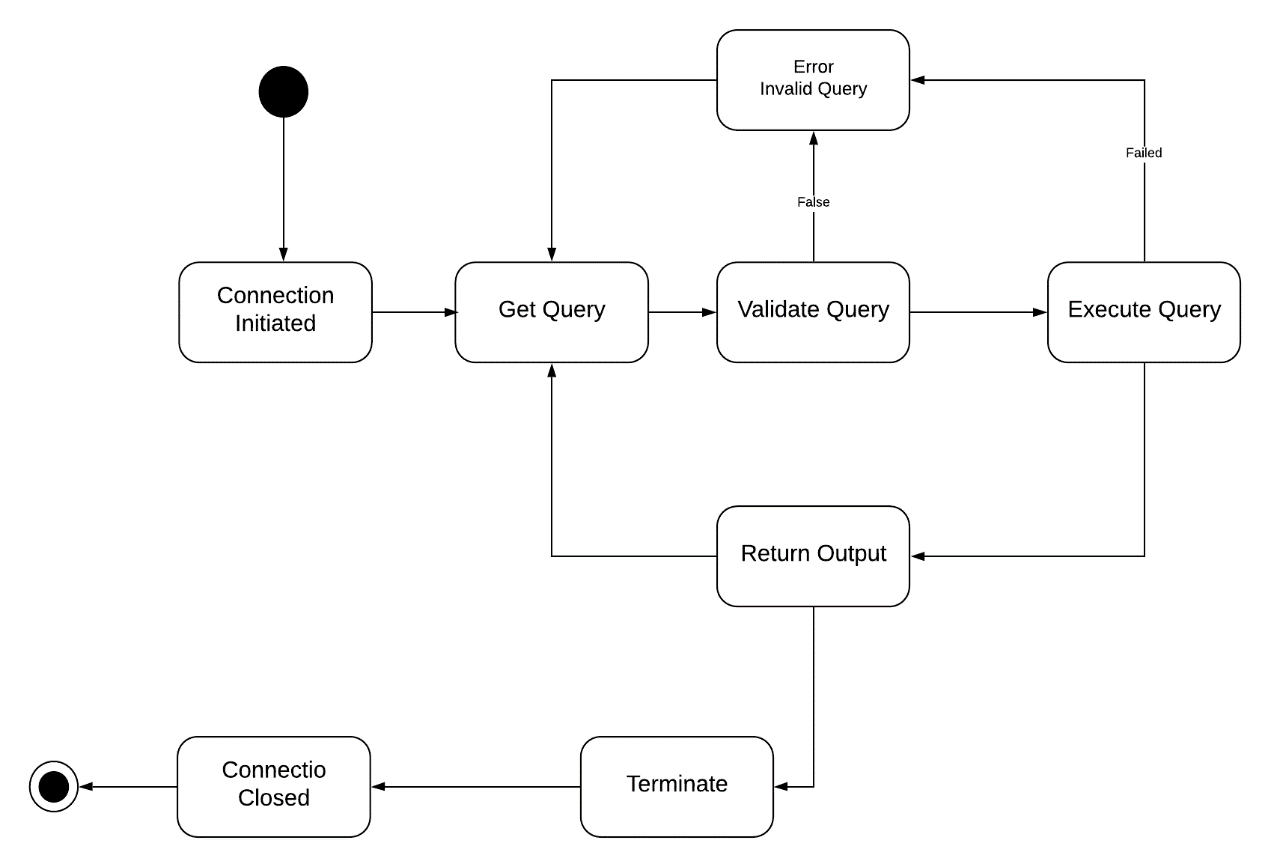 Error
Invalid Query
Failed
False
Connection
Initiated
Get Query
Validate Query
Execute Query
Return Output
Connectio
Closed
Terminate